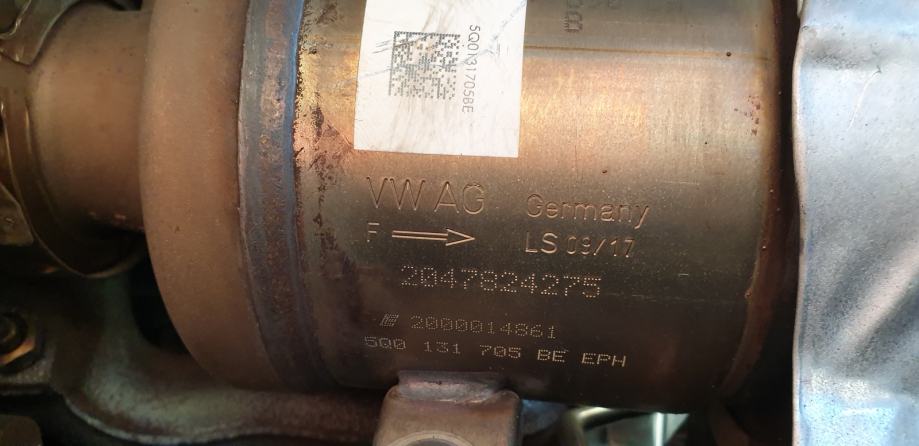 5Q0131705BE
VW AG Germany
F LS 09/17
2047824275
E 2000014861
5Q0 131 705 BE EPH